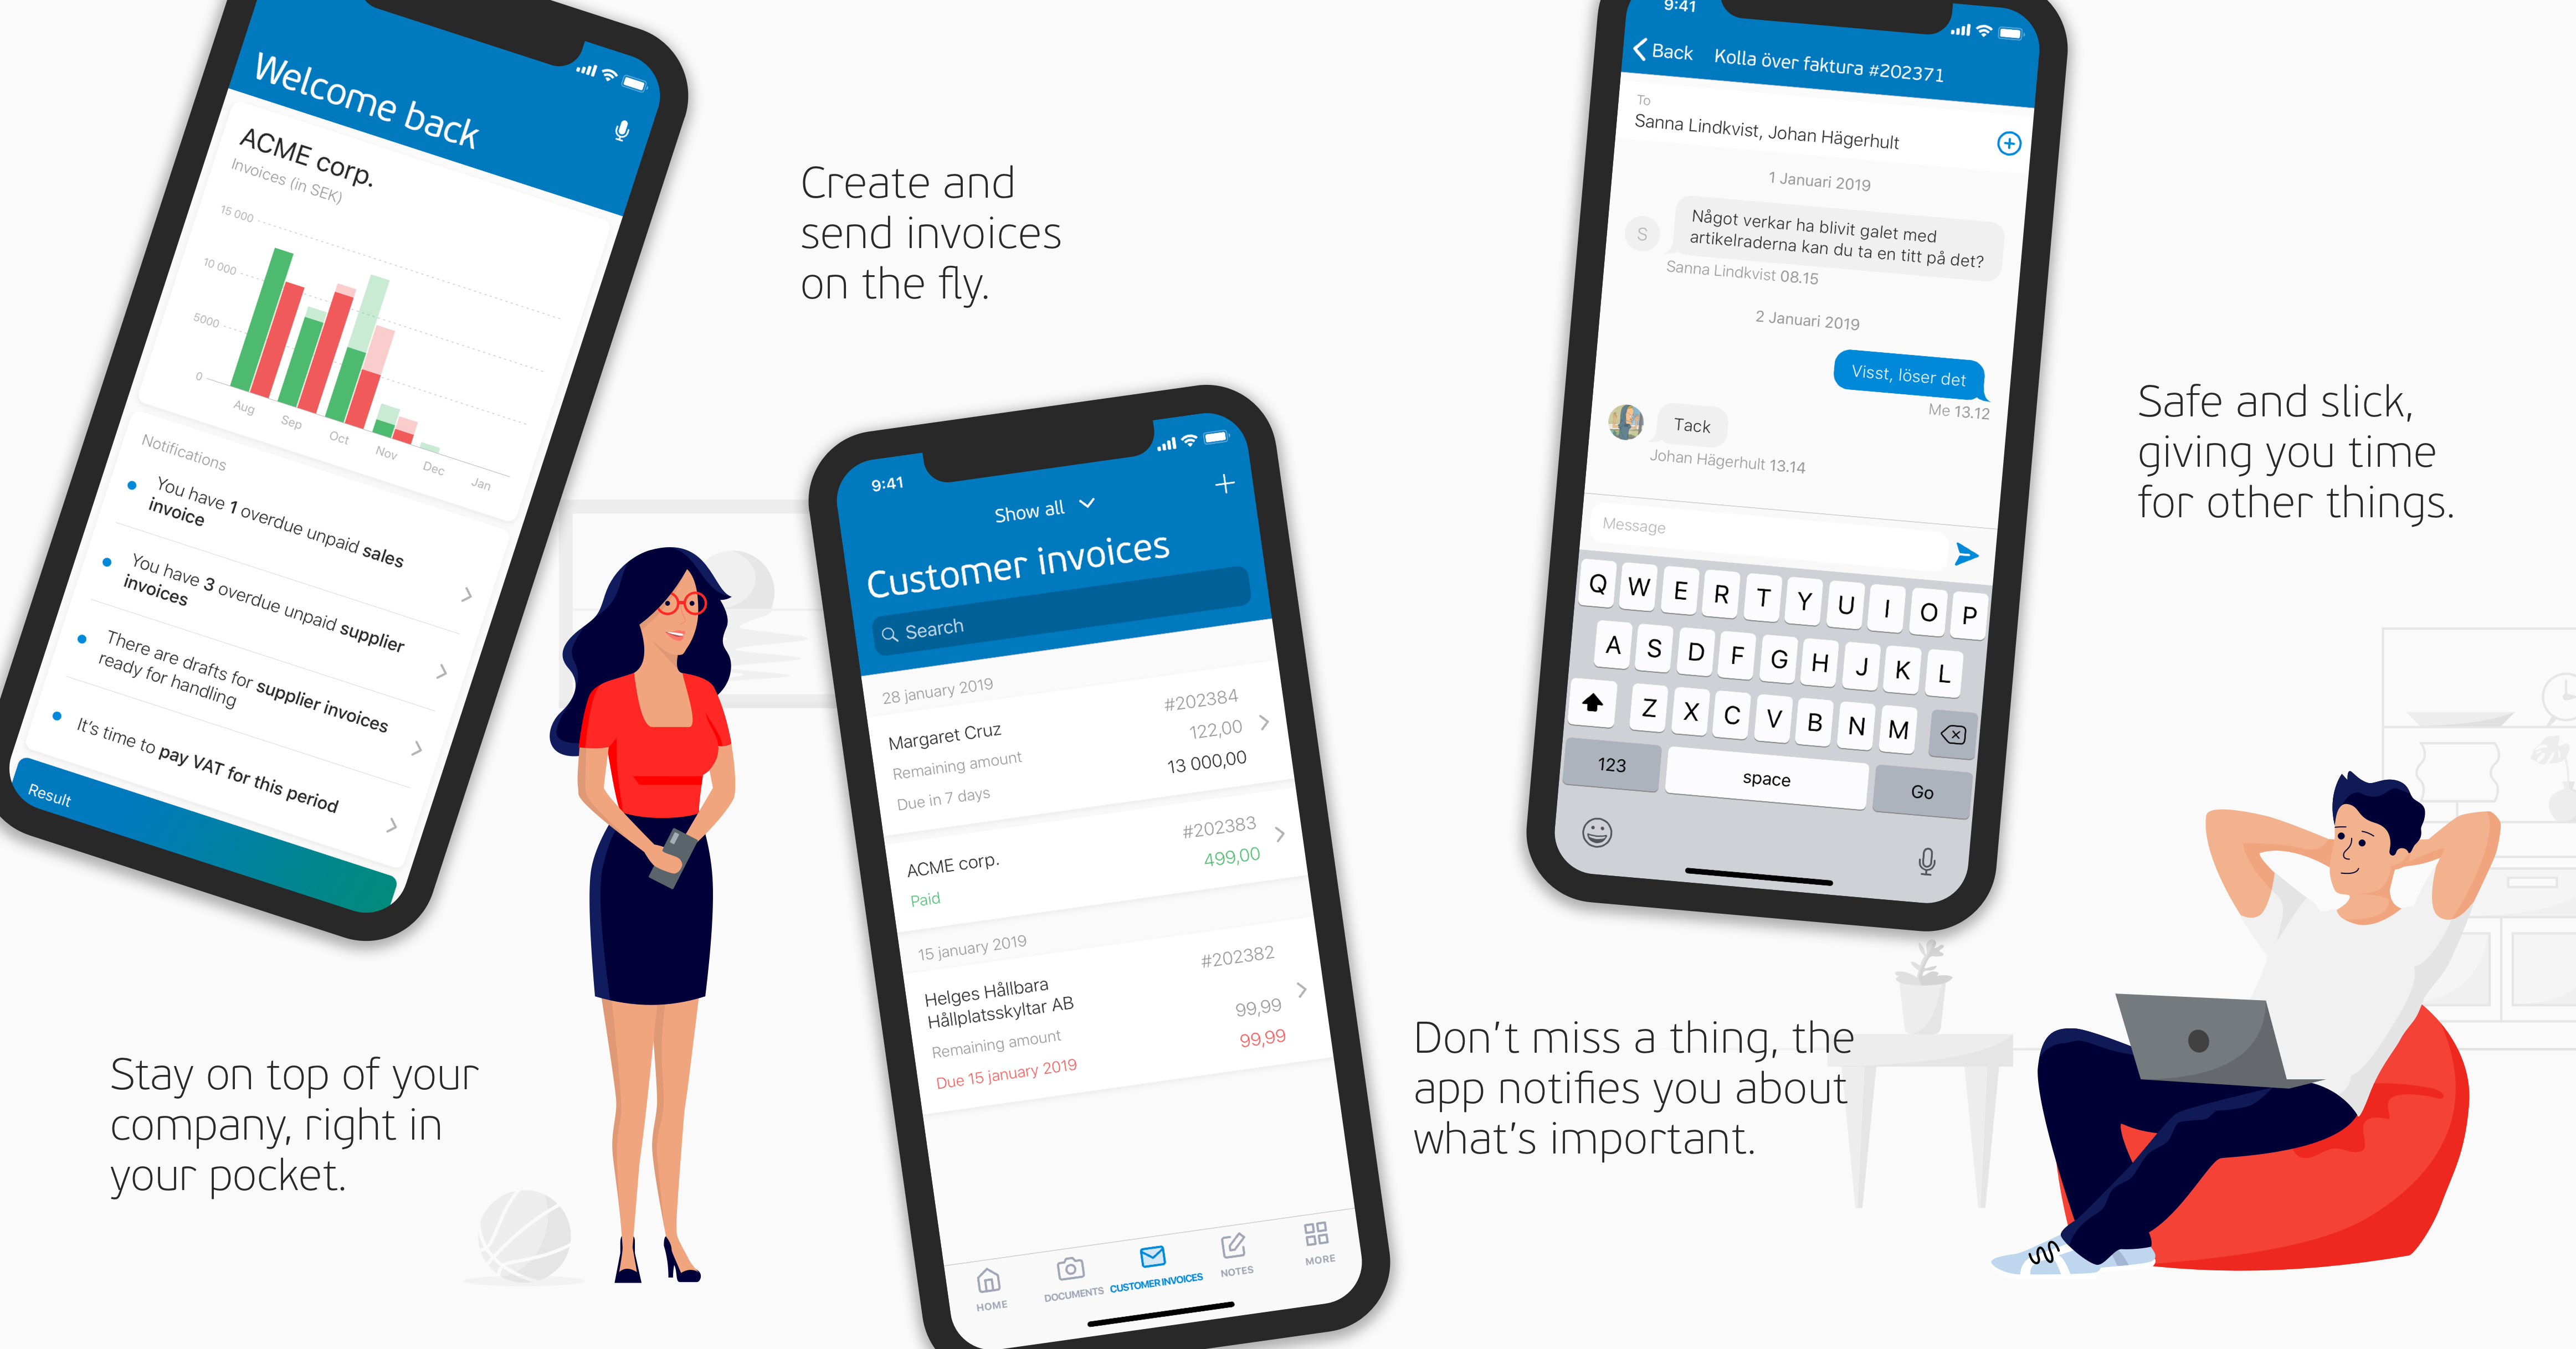 Welcome back
ACME corp.
Invoices (in SEK)
15 000
10 000
5000
0
Aug
Sep
Oct
Nov
Dec
Jan
Notifications
You have 1 overdue unpaid sales
invoice
You have 3 overdue unpaid supplier
invoices
There are drafts for supplier invoices
ready for handling
It's time to pay VAT for this period
Result
Stay on top of your
company, right in
your pocket.
Create and
send invoices
on the fly.
9:41
Show all
Customer invoices
Search
28 january 2019
Margaret Cruz
#202384
Remaining amount
122,00
Due in 7 days
13 000,00
ACME corp.
#202383
Paid
499,00
15 january 2019
Helges Hållbara
Hållplatsskyltar AB
#202382
Remaining amount
99,99
Due 15 january 2019
99,99
HOME
DOCUMENTS
CUSTOMER INVOICES
NOTES
MORE
Don't miss a thing, the
app notifies you about
what's important.
9:41
Back
Kolla över faktura #202371
To
Sanna Lindkvist, Johan Hägerhult
1 Januari 2019
S
Något verkar ha blivit galet med
artikelraderna kan du ta en titt på det?
Sanna Lindkvist 08.15
2 Januari 2019
Visst, löser det
Me 13.12
Tack
Johan Hägerhult 13.14
Message
Q W E R T Y U I O P
A S D F G H J K L
Z X C V B N M
123
space
Go
Safe and slick,
giving you time
for other things.